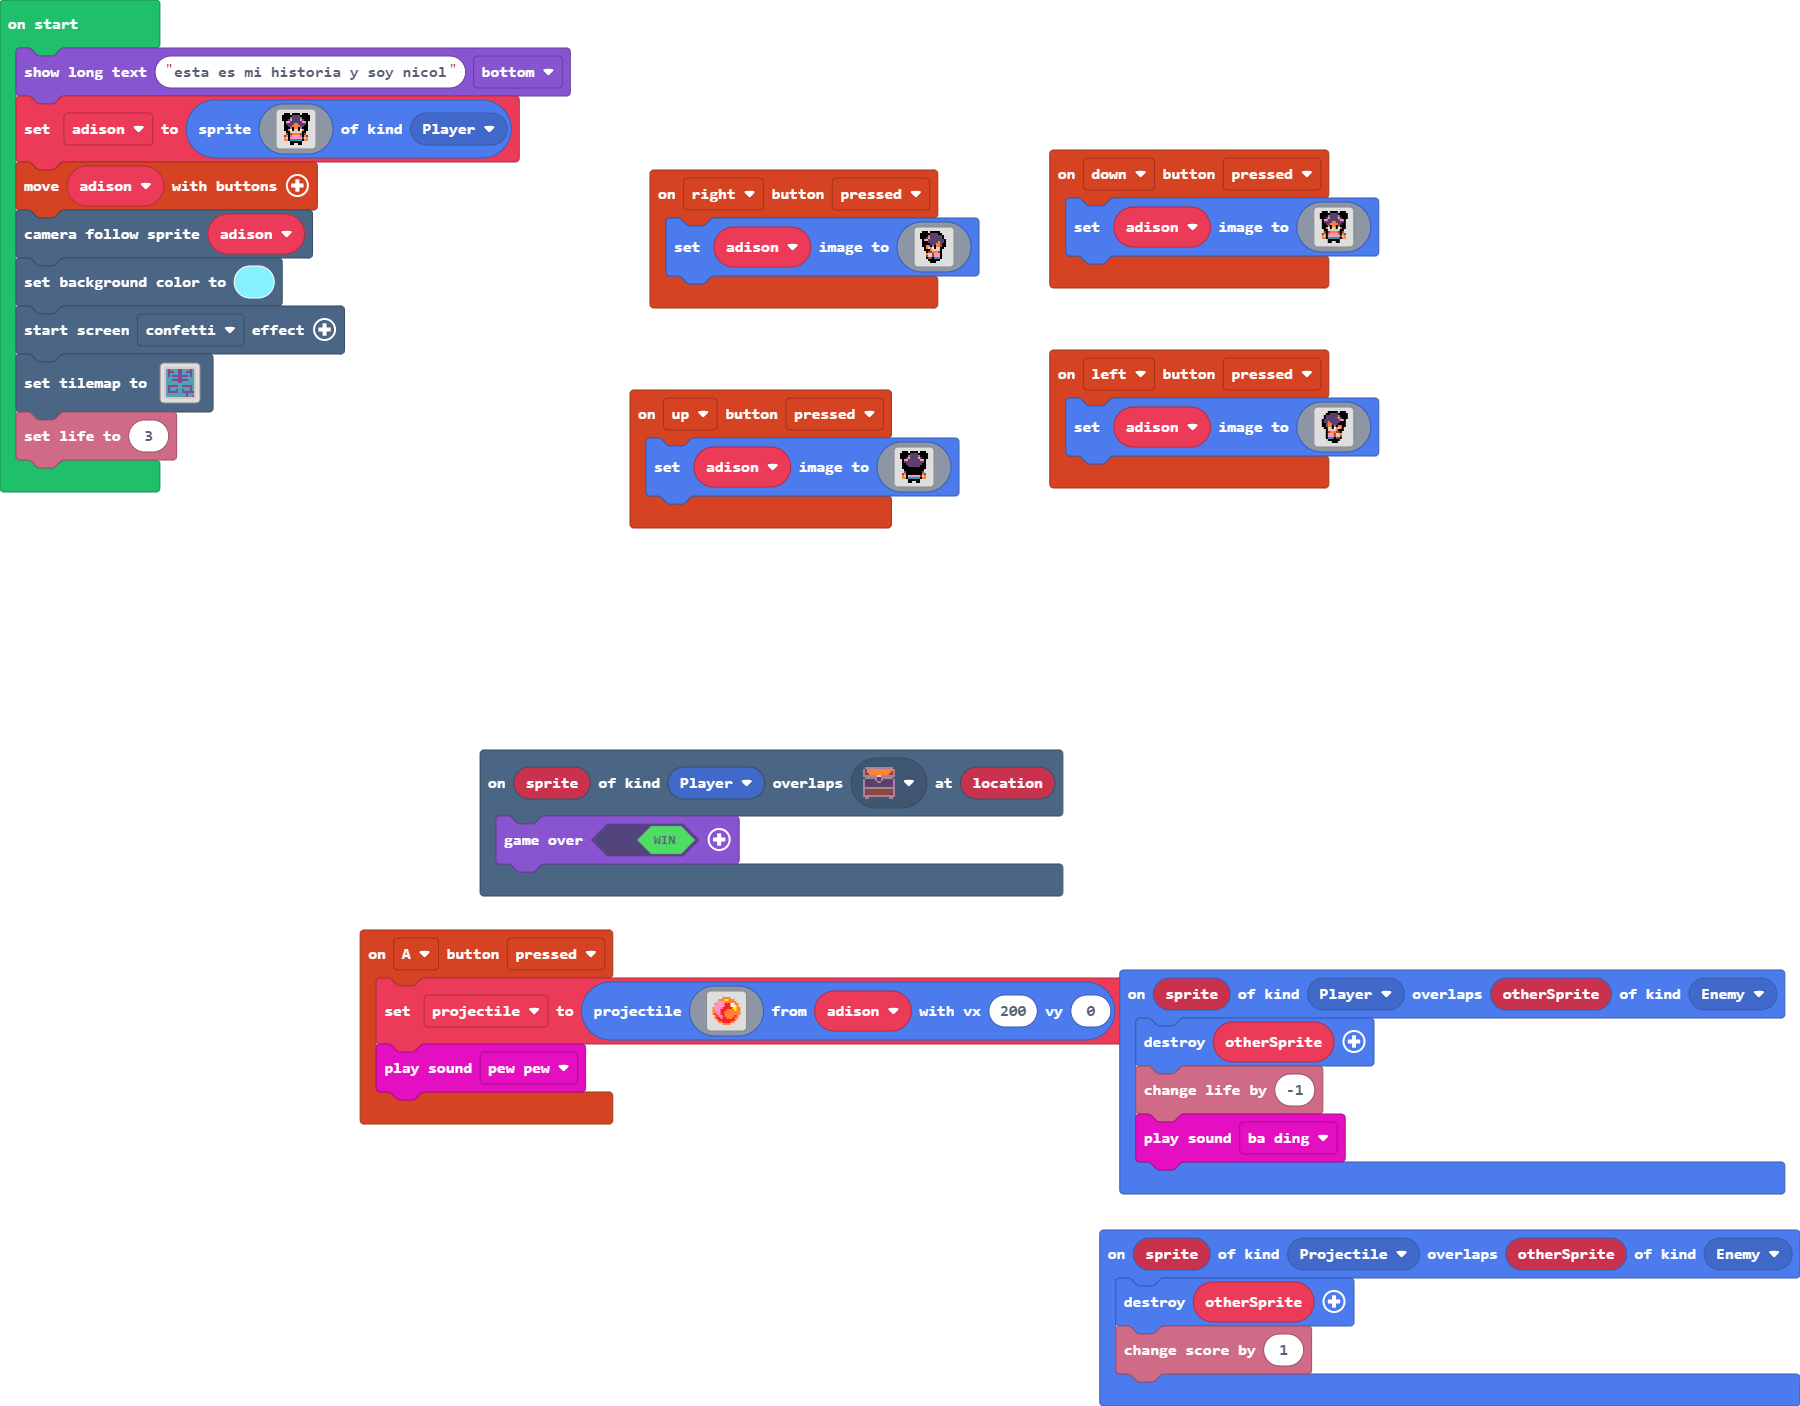 on start
show long text "esta es mi historia y soy nicol" bottom
set adison to sprite of kind Player
move adison with buttons
camera follow sprite adison
set background color to
start screen confetti effect
set tilemap to
set life to 3
on right button pressed
set adison image to
on down button pressed
set adison image to
on up button pressed
set adison image to
on left button pressed
set adison image to
on sprite of kind Player overlaps at location
game over WIN
on A button pressed
set projectile to projectile from adison with vx 200 vy 0
play sound pew pew
on sprite of kind Player overlaps otherSprite of kind Enemy
destroy otherSprite
change life by -1
play sound ba ding
on sprite of kind Projectile overlaps otherSprite of kind Enemy
destroy otherSprite
change score by 1